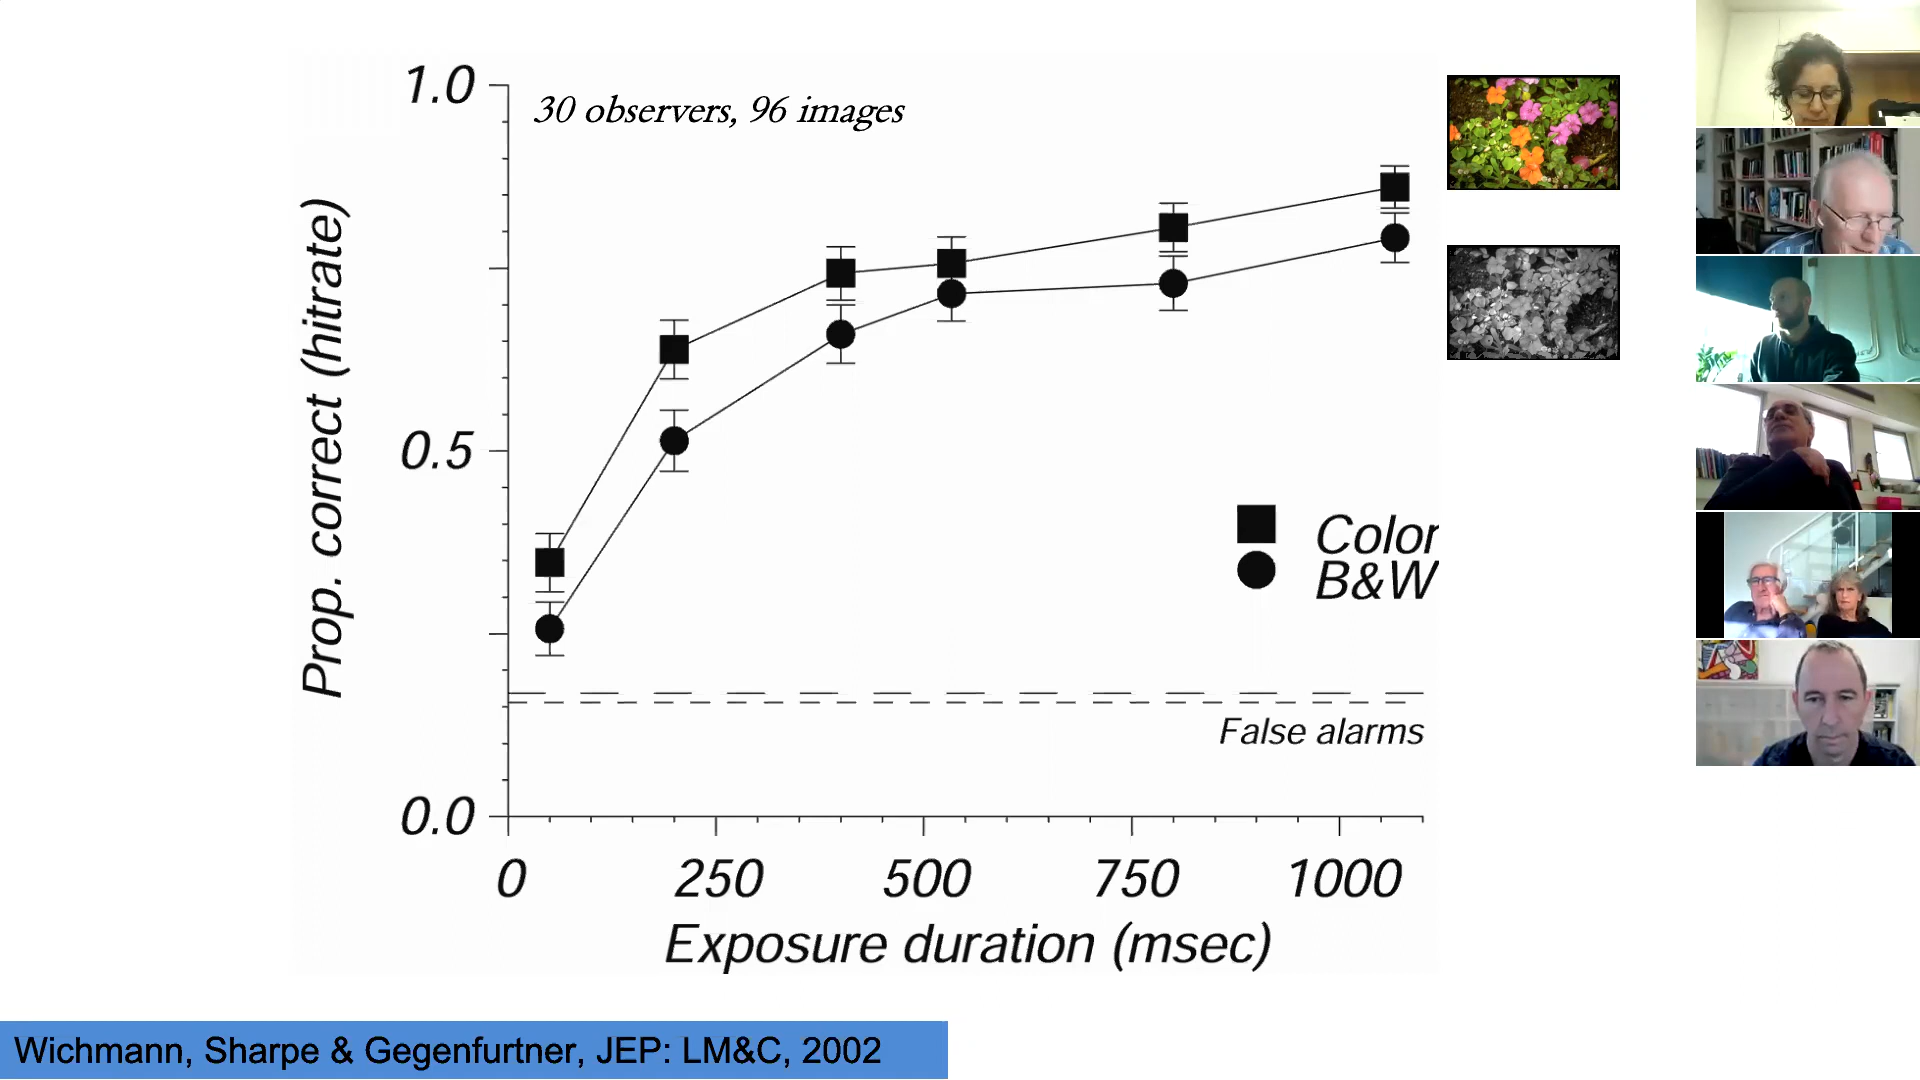 1.0
30 observers, 96 images
Prop. correct (hitrate)
0.5
Color
B&W
False alarms
0.0
0 250 500 750 1000
Exposure duration (msec)
Wichmann, Sharpe & Gegenfurtner, JEP: LM&C, 2002